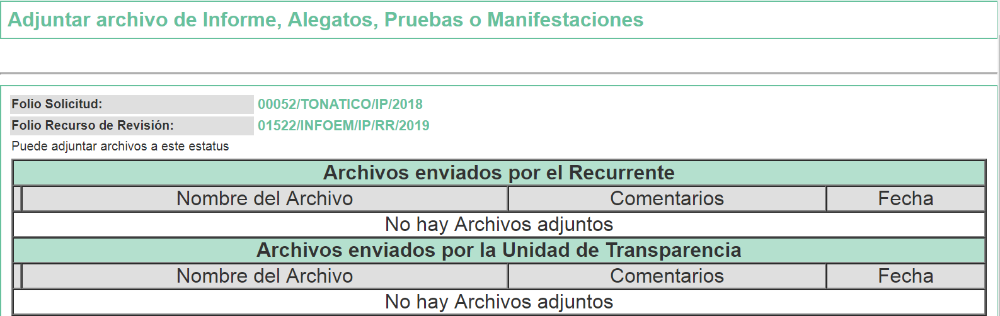 Adjuntar archivo de Informe, Alegatos, Pruebas o Manifestaciones
Folio Solicitud: 00052/TONATICO/IP/2018
Folio Recurso de Revisión: 01522/INFOEM/IP/RR/2019
Puede adjuntar archivos a este estatus
Archivos enviados por el Recurrente
Nombre del Archivo Comentarios Fecha
No hay Archivos adjuntos
Archivos enviados por la Unidad de Transparencia
Nombre del Archivo Comentarios Fecha
No hay Archivos adjuntos